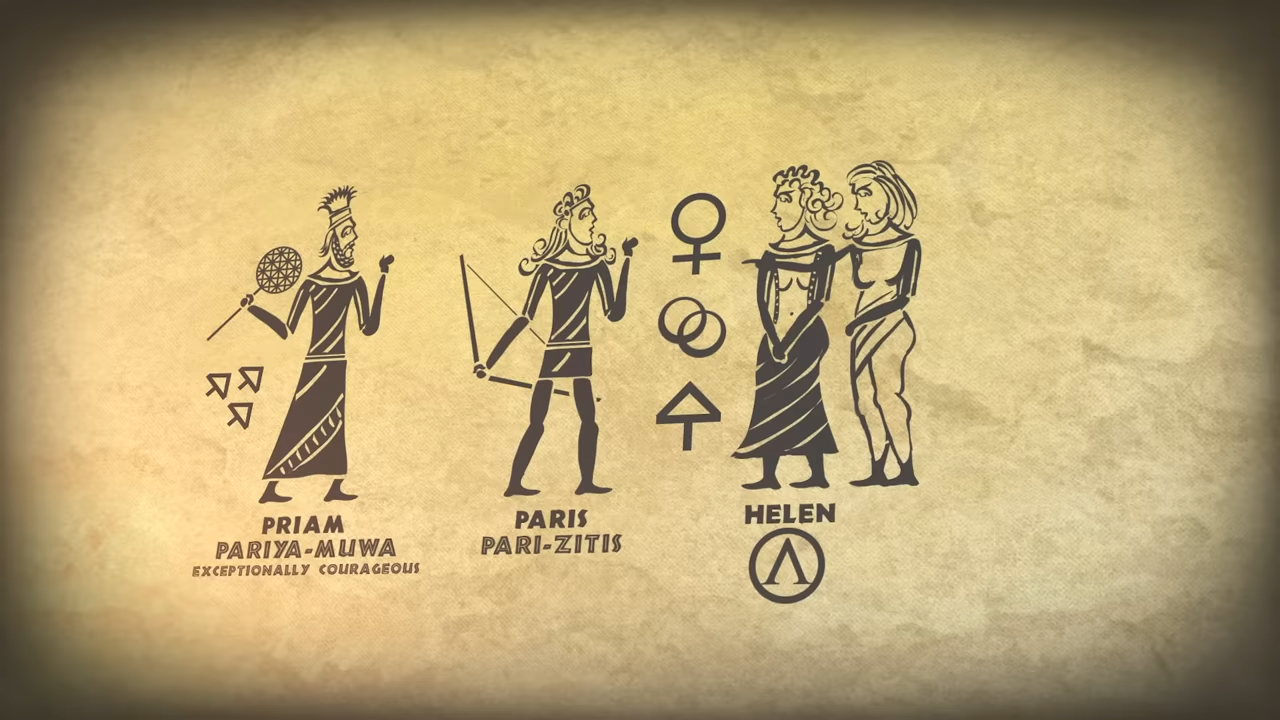 PRIAM
PARIYA-MUWA
EXCEPTIONALLY COURAGEOUS
PARIS
PARI-ZITIS
HELEN
Λ